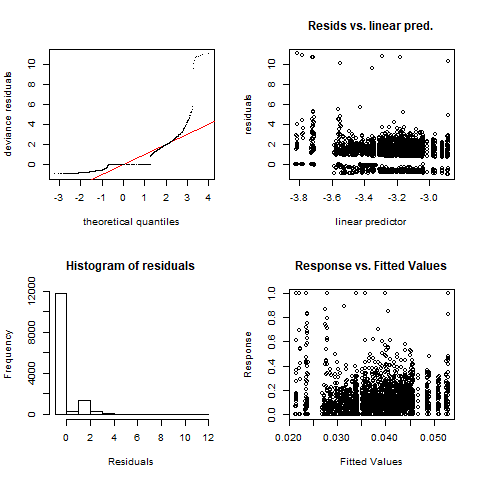 deviance residuals
0 2 4 6 8 10
-3 -2 -1 0 1 2 3 4
theoretical quantiles
Resids vs. linear pred.
residuals
0 2 4 6 8 10
-3.8 -3.6 -3.4 -3.2 -3.0
linear predictor
Histogram of residuals
Frequency
0 4000 8000 12000
0 2 4 6 8 10 12
Residuals
Response vs. Fitted Values
Response
0.0 0.2 0.4 0.6 0.8 1.0
0.020 0.030 0.040 0.050
Fitted Values